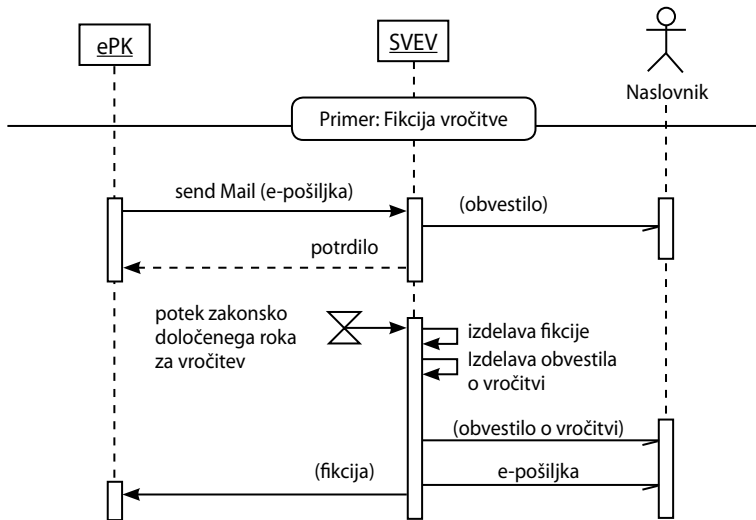 ePK
SVEV
Naslovnik
Primer: Fikcija vročitve
send Mail (e-pošiljka)
(obvestilo)
potrdilo
potek zakonsko
določenega roka
za vročitev
izdelava fikcije
Izdelava obvestila
o vročitvi
(obvestilo o vročitvi)
(fikcija)
e-pošiljka